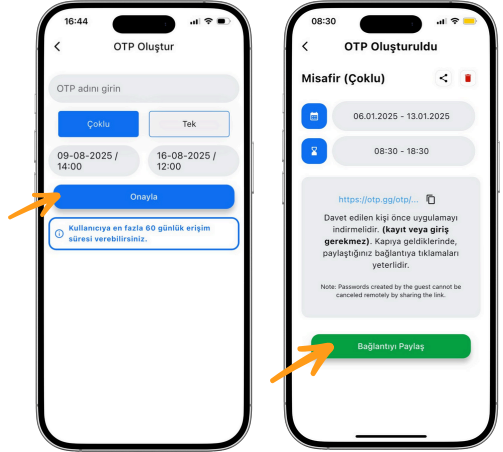 16:44
OTP Oluştur
OTP adını girin
Çoklu
Tek
09-08-2025 /
14:00
16-08-2025 /
12:00
Onayla
Kullanıcıya en fazla 60 günlük erişim
süresi verebilirsiniz.
08:30
OTP Oluşturuldu
Misafir (Çoklu)
06.01.2025 - 13.01.2025
08:30 - 18:30
https://otp.gg/otp/...
Davet edilen kişi önce uygulamayı
indirmelidir. (kayıt veya giriş
gerekmez). Kapıya geldiklerinde,
paylaştığınız bağlantıya tıklamaları
yeterlidir.
Note: Passwords created by the guest cannot be
canceled remotely by sharing the link.
Bağlantıyı Paylaş